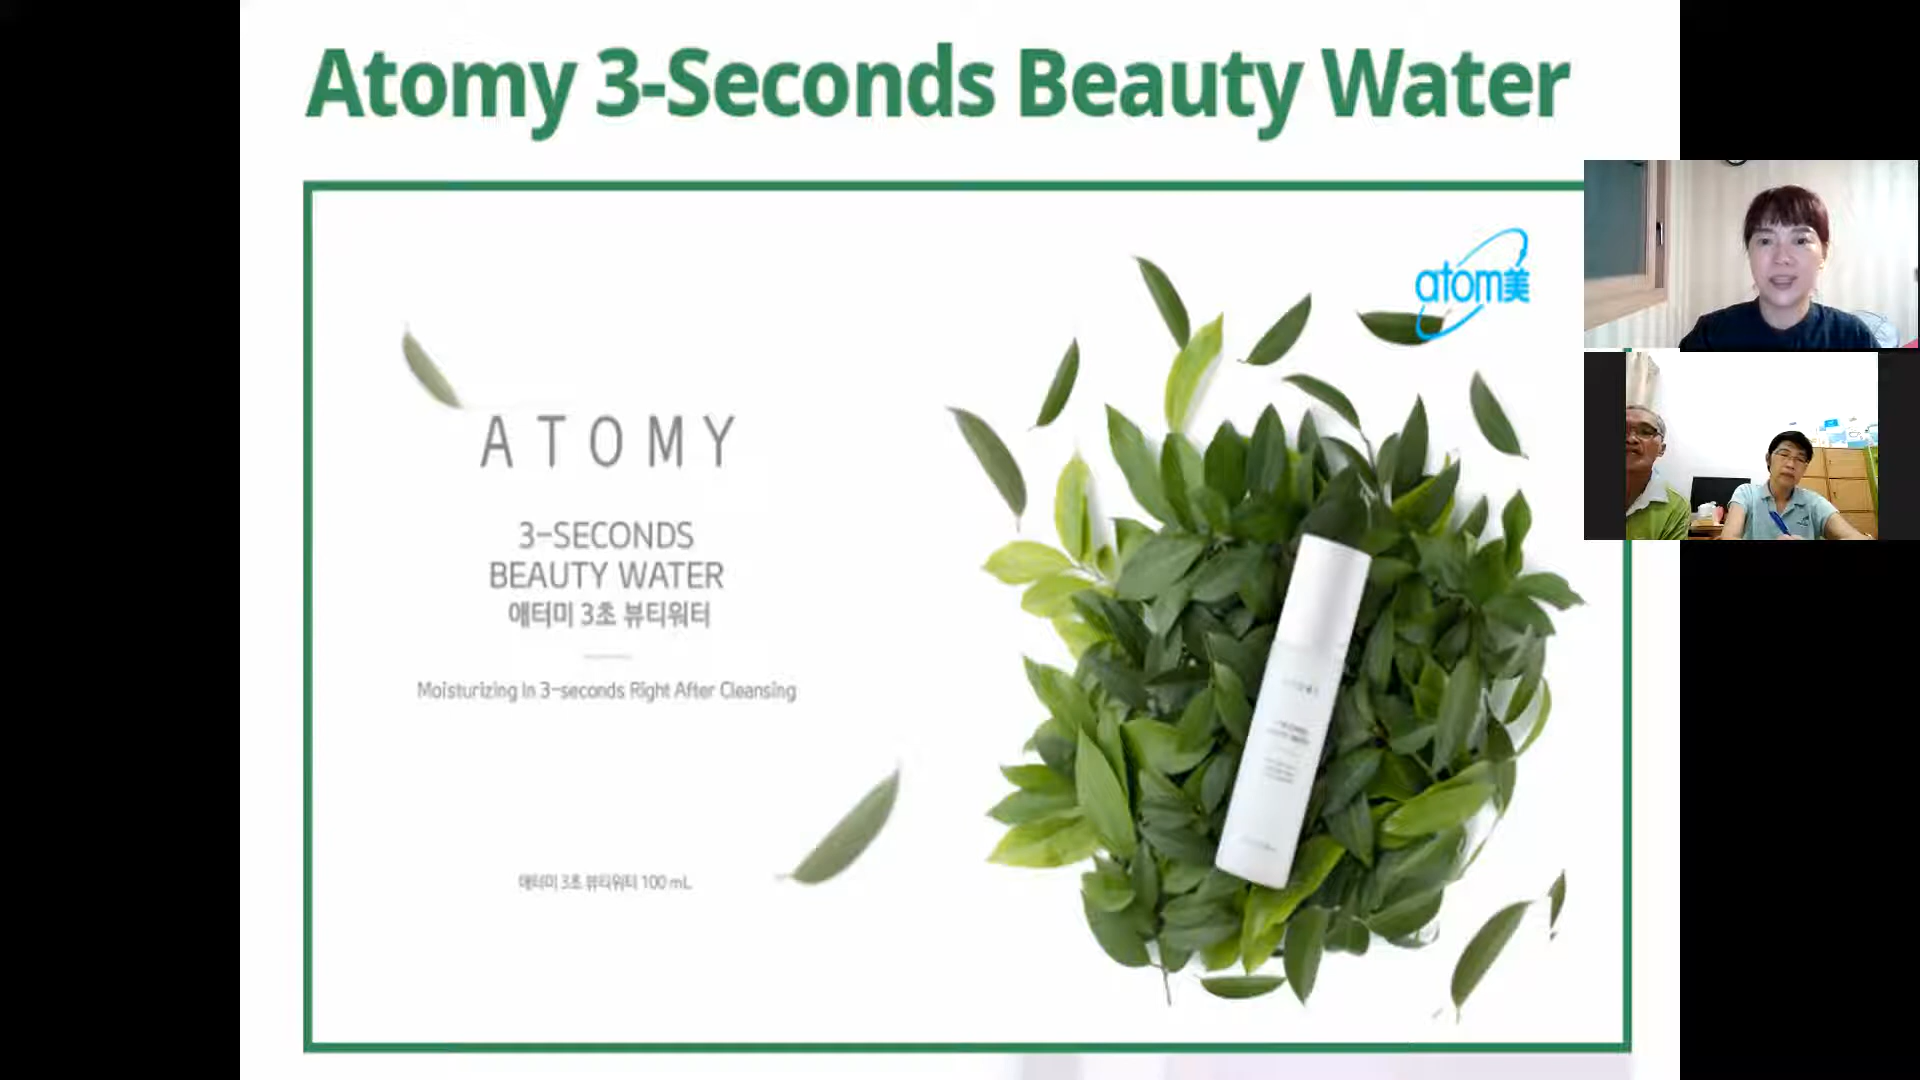 Atomy 3-Seconds Beauty Water
atom美
ATOMY
3-SECONDS
BEAUTY WATER
애터미 3초 뷰티워터
Moisturizing In 3-seconds Right After Cleansing
애터미 3초 뷰티워터 100 mL